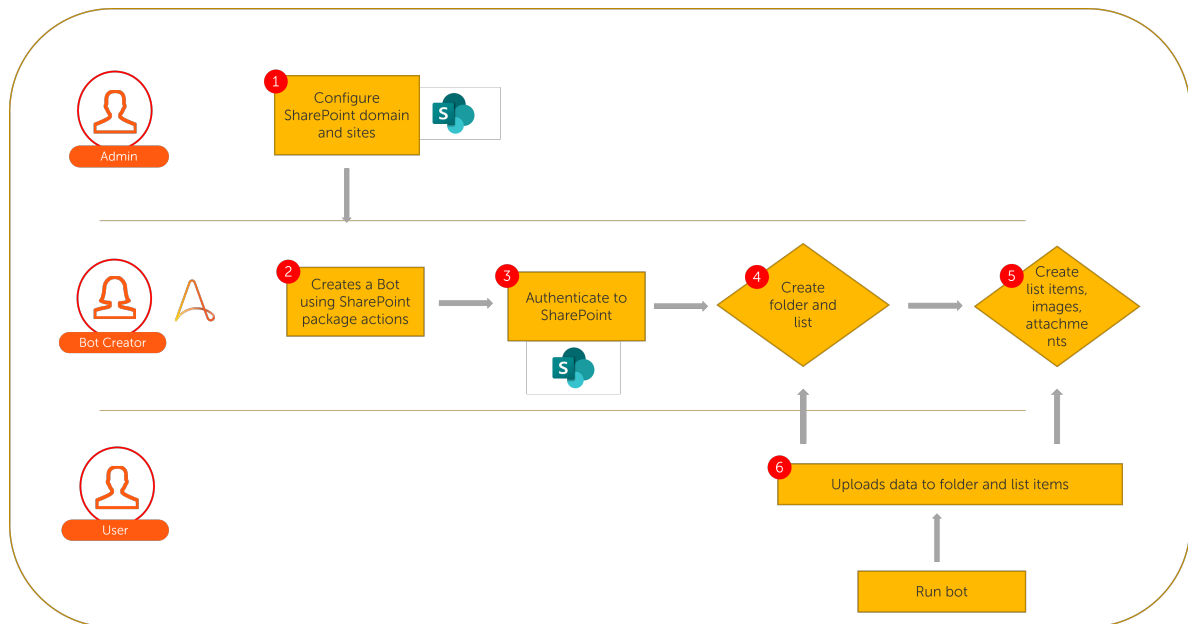 1
Configure
SharePoint domain
and sites
S
Admin
2
Creates a Bot
using SharePoint
package actions
3
Authenticate to
SharePoint
S
4
Create
folder and
list
5
Create
list items,
images,
attachme
nts
Bot Creator
6
Uploads data to folder and list items
User
Run bot